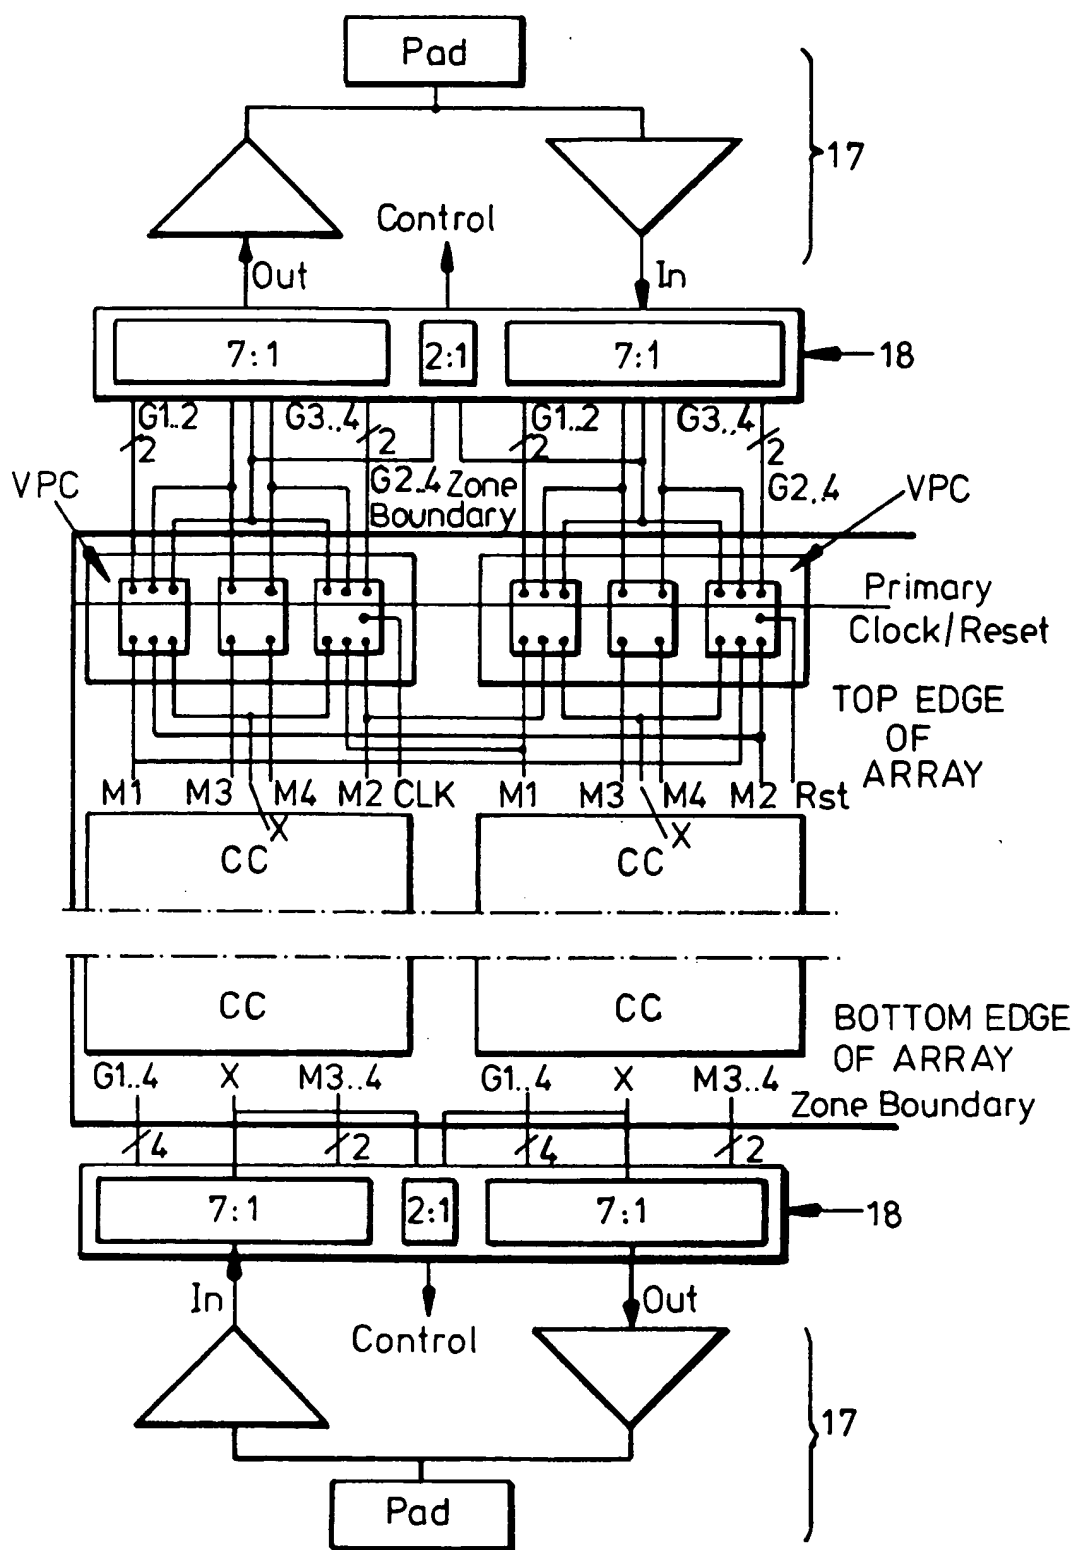 Pad
17
Control
Out
In
7:1
2:1
7:1
18
G1..2
G3..4
G1..2
G3..4
2
2
2
2
VPC
G2..4 Zone
Boundary
G2.4
VPC
Primary
Clock/Reset
TOP EDGE
OF
ARRAY
M1
M3
M4
M2
CLK
M1
M3
M4
M2
Rst
X
X
CC
CC
CC
CC
BOTTOM EDGE
OF ARRAY
Zone Boundary
G1..4
X
M3..4
G1..4
X
M3..4
4
2
4
2
7:1
2:1
7:1
18
In
Out
Control
17
Pad